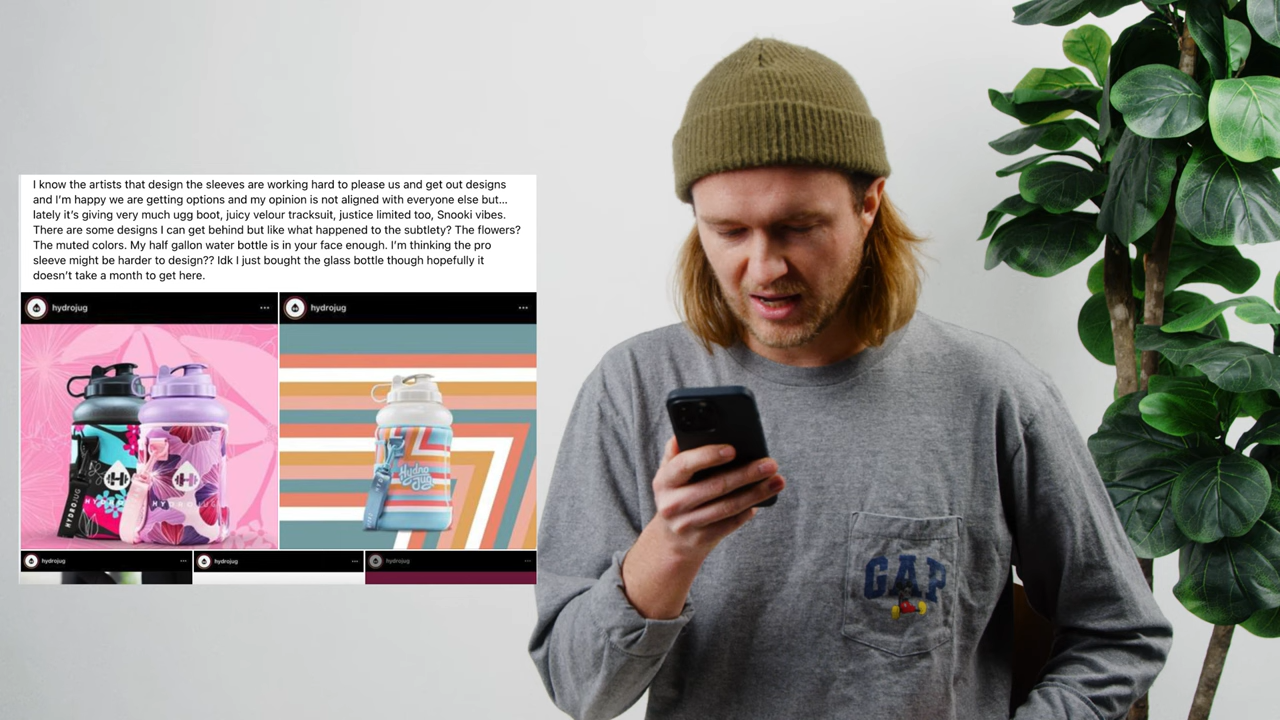 I know the artists that design the sleeves are working hard to please us and get out designs
and I'm happy we are getting options and my opinion is not aligned with everyone else but...
lately it's giving very much ugg boot, juicy velour tracksuit, justice limited too, Snooki vibes.
There are some designs I can get behind but like what happened to the subtlety? The flowers?
The muted colors. My half gallon water bottle is in your face enough. I'm thinking the pro
sleeve might be harder to design?? Idk I just bought the glass bottle though hopefully it
doesn't take a month to get here.
hydrojug
hydrojug
HYDROJUG
HYDROJUG
Hydro
Jug
hydrojug
hydrojug
hydrojug
GAP